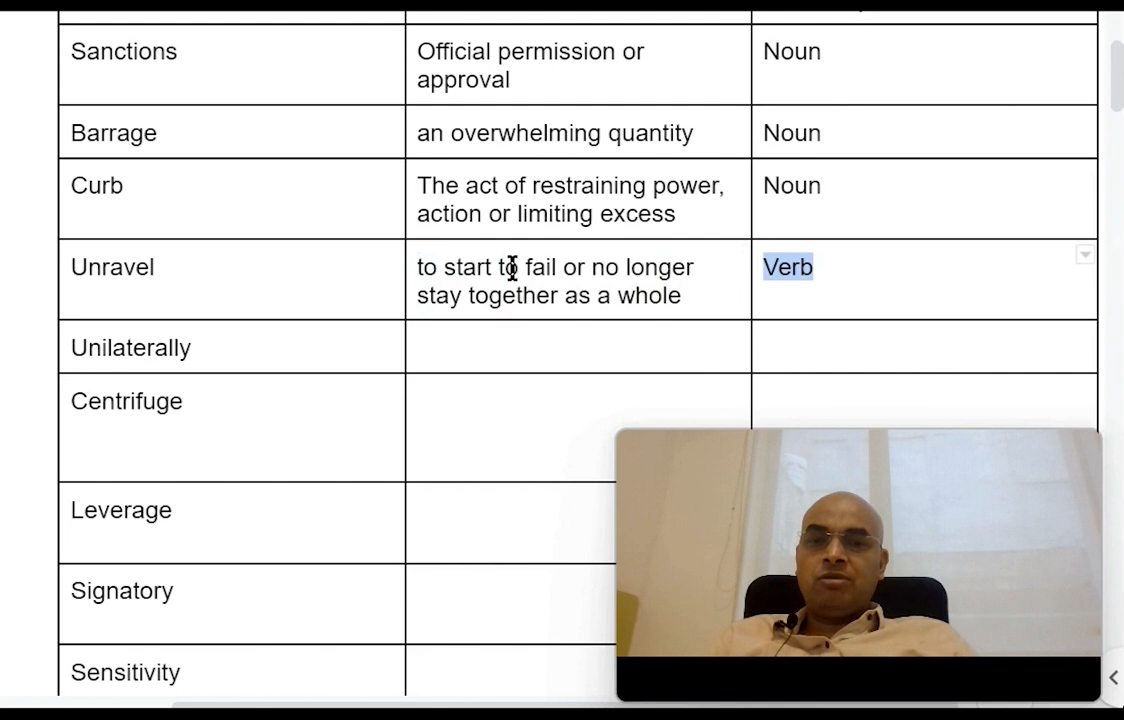 Sanctions
Official permission or
approval
Noun
Barrage
an overwhelming quantity
Noun
Curb
The act of restraining power,
action or limiting excess
Noun
Unravel
to start to fail or no longer
stay together as a whole
Verb
Unilaterally
Centrifuge
Leverage
Signatory
Sensitivity